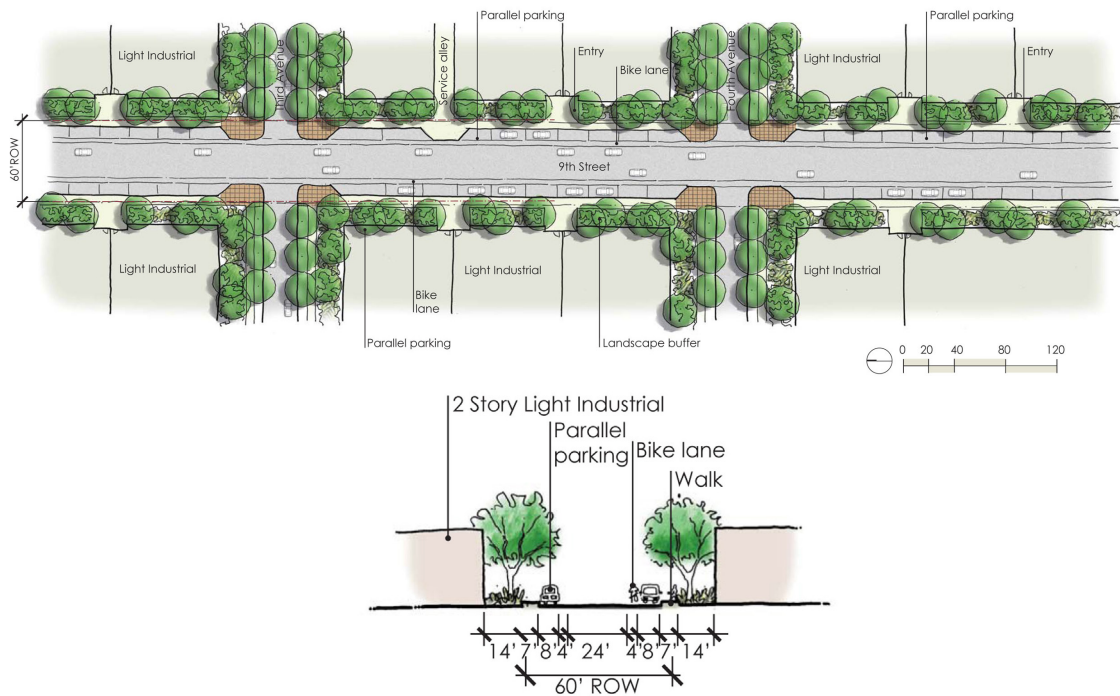 Parallel parking
Parallel parking
Light Industrial
Third Avenue
Service alley
Entry
Bike lane
Fourth Avenue
Light Industrial
Entry
60' ROW
9th Street
Light Industrial
Light Industrial
Light Industrial
Bike
lane
Parallel parking
Landscape buffer
0 20 40 80 120
2 Story Light Industrial
Parallel
parking
Bike lane
Walk
14' 7' 8' 4' 24' 4' 8' 7' 14'
60' ROW